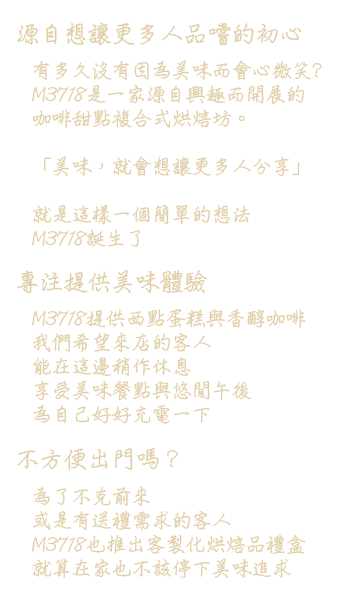 源自想讓更多人品嚐的初心
有多久沒有因為美味而會心微笑?
M3718是一家源自興趣而開展的
咖啡甜點複合式烘焙坊。
「美味，就會想讓更多人分享」
就是這樣一個簡單的想法
M3718誕生了
專注提供美味體驗
M3718提供西點蛋糕與香醇咖啡
我們希望來店的客人
能在這邊稍作休息
享受美味餐點與悠閒午後
為自己好好充電一下
不方便出門嗎？
為了不克前來
或是有送禮需求的客人
M3718也推出客製化烘焙品禮盒
就算在家也不該停下美味追求